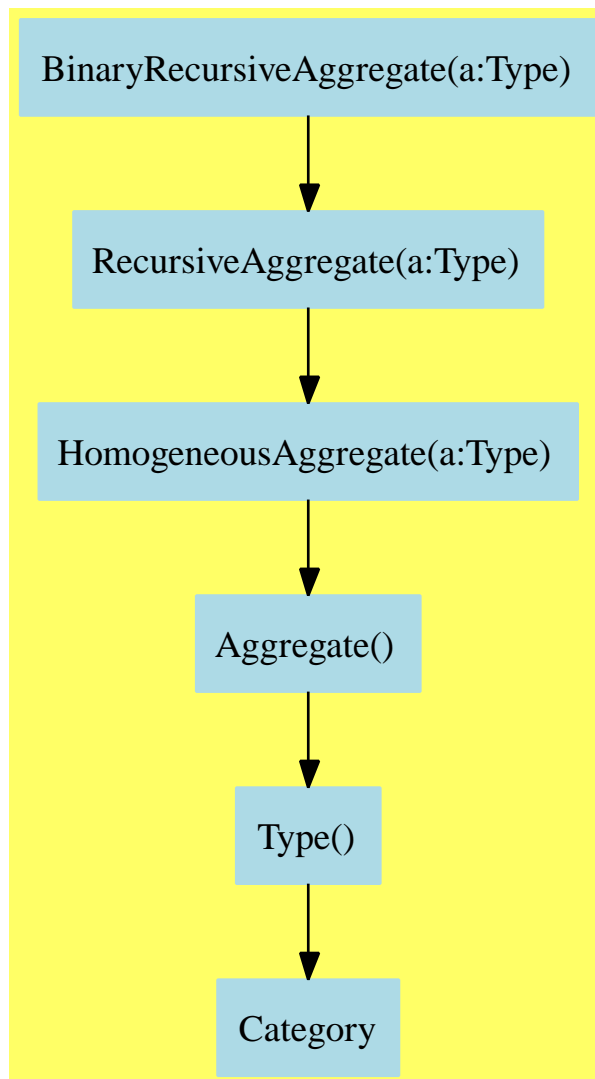 BinaryRecursiveAggregate(a:Type)
RecursiveAggregate(a:Type)
HomogeneousAggregate(a:Type)
Aggregate()
Type()
Category